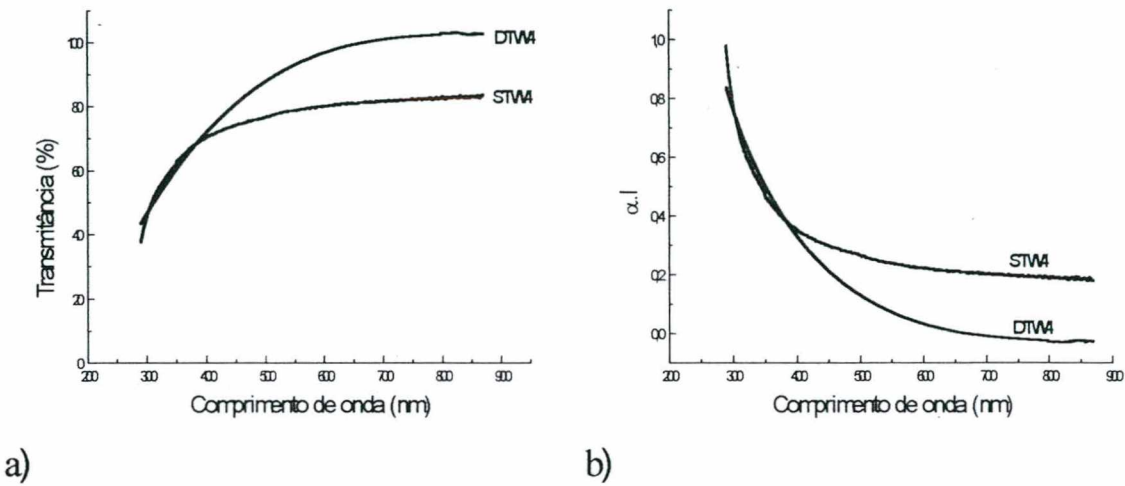 100
80
60
40
20
0
Transmitância (%)
DTW4
STW4
200 300 400 500 600 700 800 900
Comprimento de onda (nm)
a)
1,0
0,8
0,6
0,4
0,2
0,0
α.l
STW4
DTW4
200 300 400 500 600 700 800 900
Comprimento de onda (nm)
b)